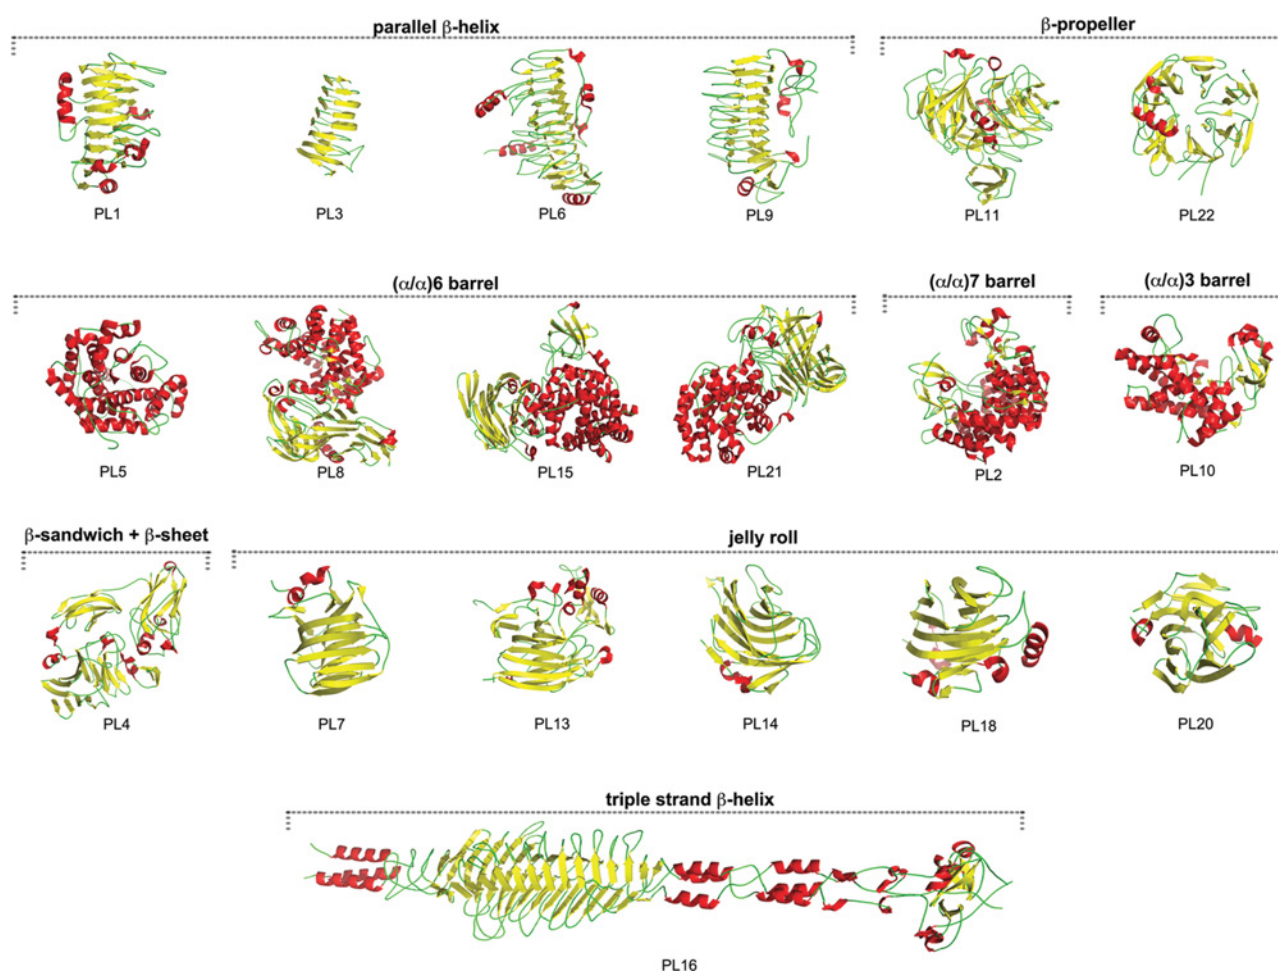 parallel β-helix
β-propeller
PL1
PL3
PL6
PL9
PL11
PL22
(α/α)6 barrel
(α/α)7 barrel
(α/α)3 barrel
PL5
PL8
PL15
PL21
PL2
PL10
β-sandwich + β-sheet
jelly roll
PL4
PL7
PL13
PL14
PL18
PL20
triple strand β-helix
PL16